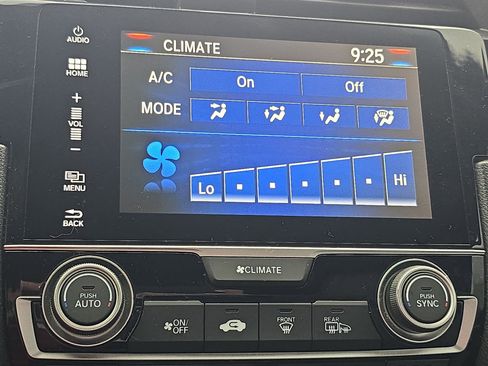 AUDIO
CLIMATE 9:25
HOME
A/C On Off
+
VOL
-
MODE
MENU
Lo Hi
BACK
CLIMATE
PUSH
AUTO
ON/
OFF
FRONT
REAR
PUSH
SYNC